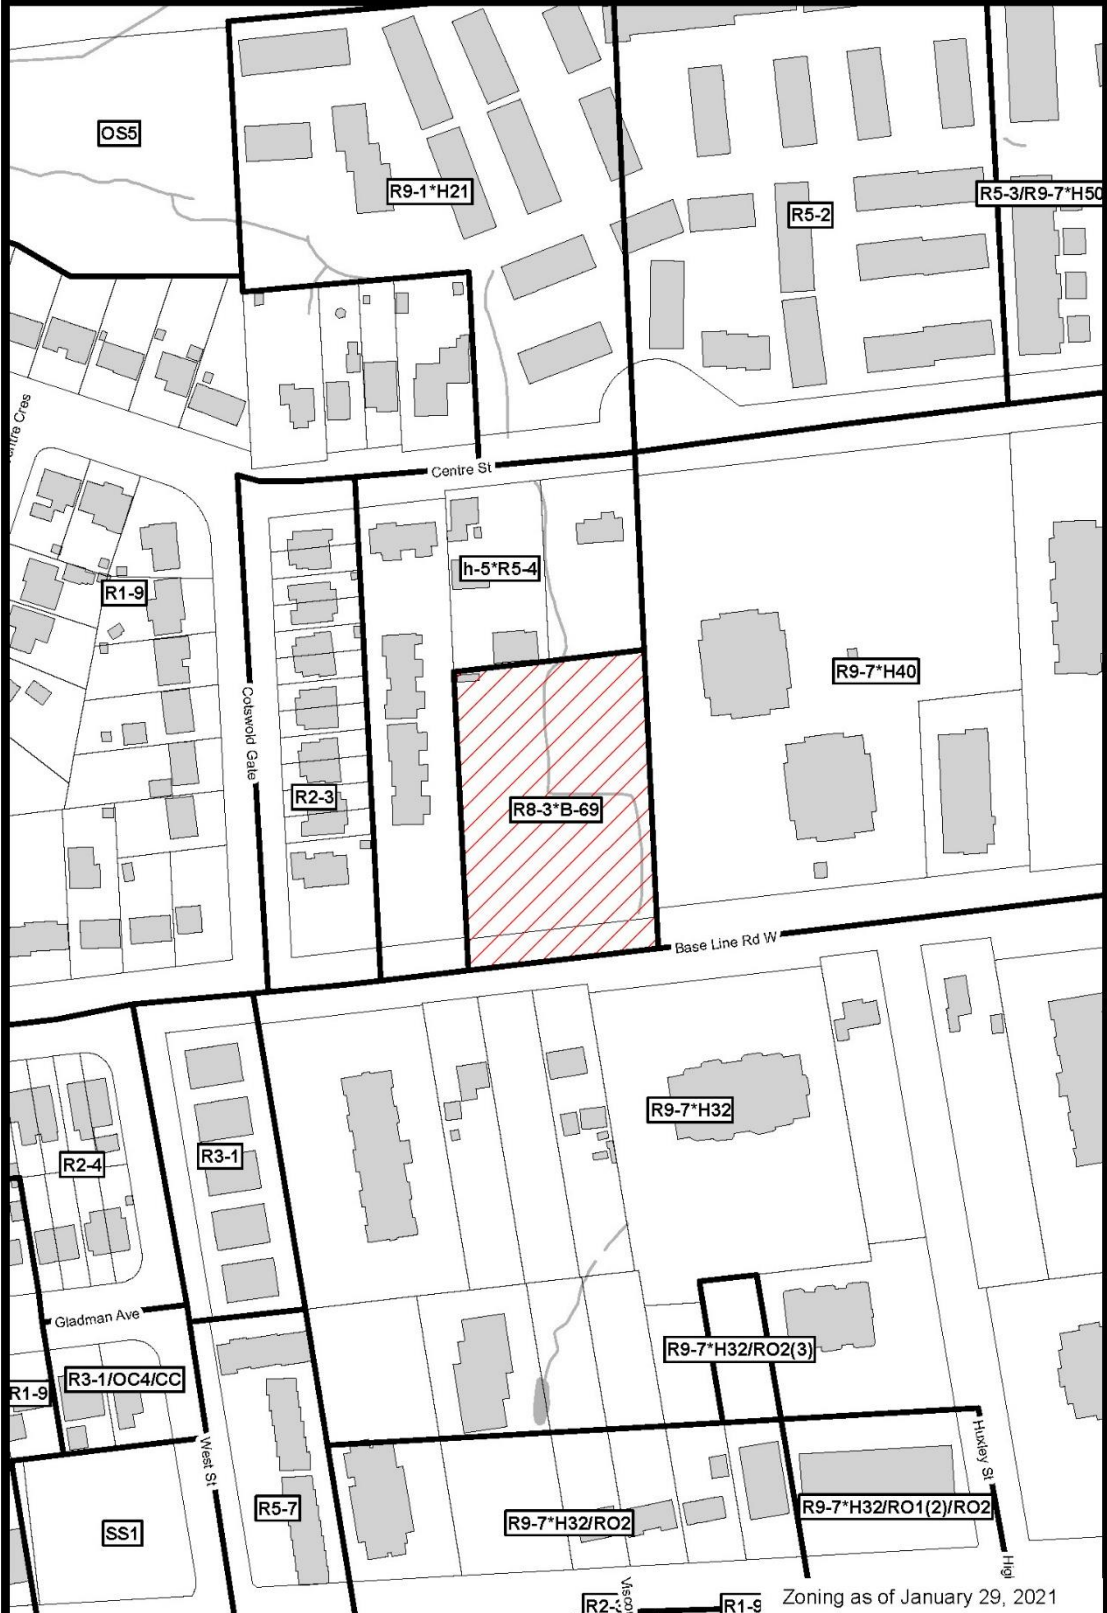 OS5
R9-1*H21
R5-2
R5-3/R9-7*H50
Centre St
h-5*R5-4
R1-9
R9-7*H40
Cotswold Gate
R2-3
R8-3*B-69
Base Line Rd W
R9-7*H32
R3-1
R2-4
Gladman Ave
R9-7*H32/RO2(3)
R3-1/OC4/CC
R1-9
West St
Huxley St
R5-7
R9-7*H32/RO2
R9-7*H32/RO1(2)/RO2
SS1
R1-9
Zoning as of January 29, 2021